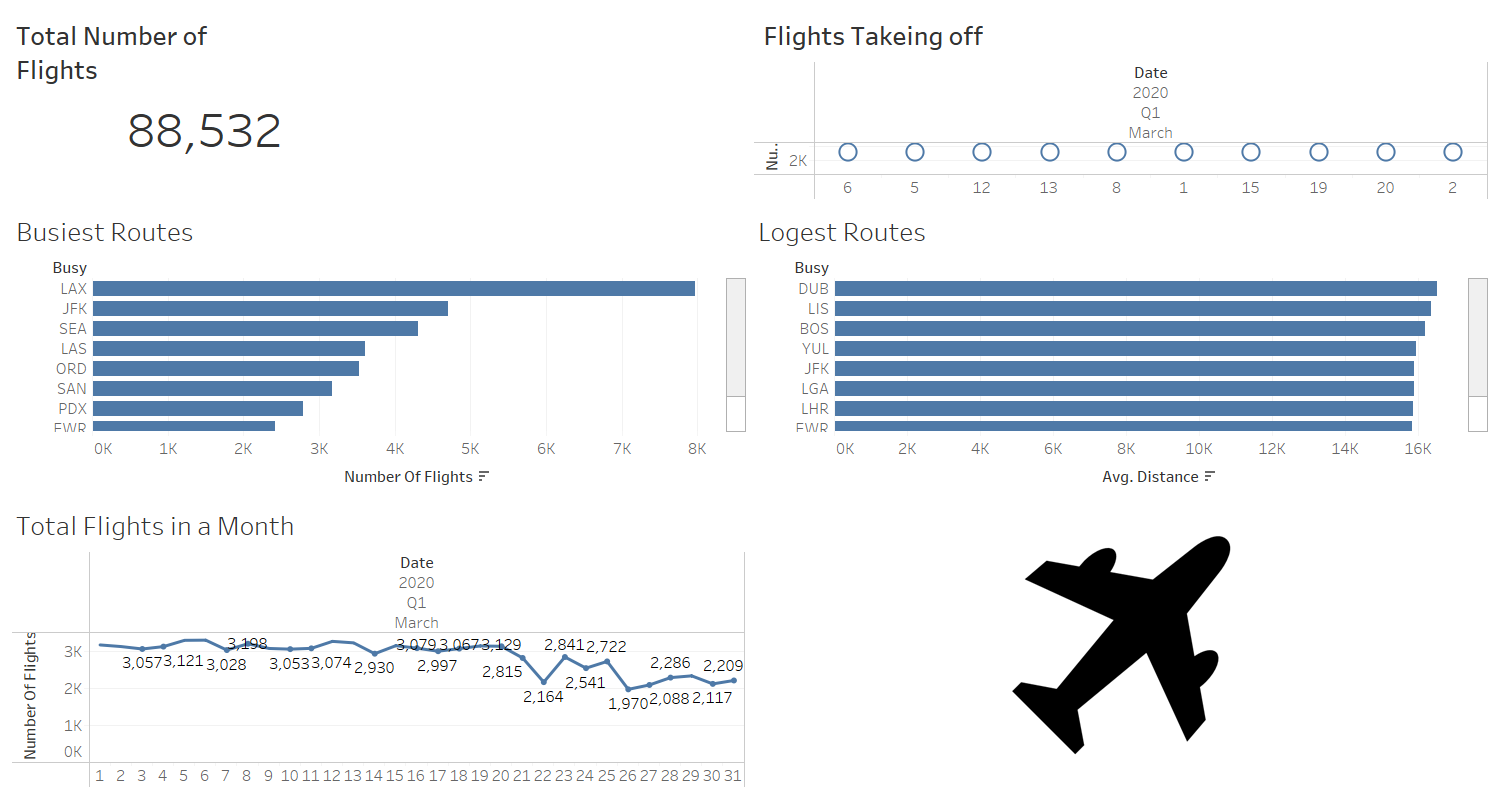 Total Number of
Flights
88,532
Flights Takeing off
Date
2020
Q1
March
Nu..
2K
6 5 12 13 8 1 15 19 20 2
Busiest Routes
Busy
LAX
JFK
SEA
LAS
ORD
SAN
PDX
EWR
0K 1K 2K 3K 4K 5K 6K 7K 8K
Number Of Flights
Logest Routes
Busy
DUB
LIS
BOS
YUL
JFK
LGA
LHR
EWR
0K 2K 4K 6K 8K 10K 12K 14K 16K
Avg. Distance
Total Flights in a Month
Date
2020
Q1
March
Number Of Flights
3K
2K
1K
0K
3,057 3,121 3,028 3,198 3,053 3,074 2,930 3,079 2,997 3,067 3,129 2,815 2,164 2,841 2,541 2,722 1,970 2,088 2,286 2,117 2,209
1 2 3 4 5 6 7 8 9 10 11 12 13 14 15 16 17 18 19 20 21 22 23 24 25 26 27 28 29 30 31